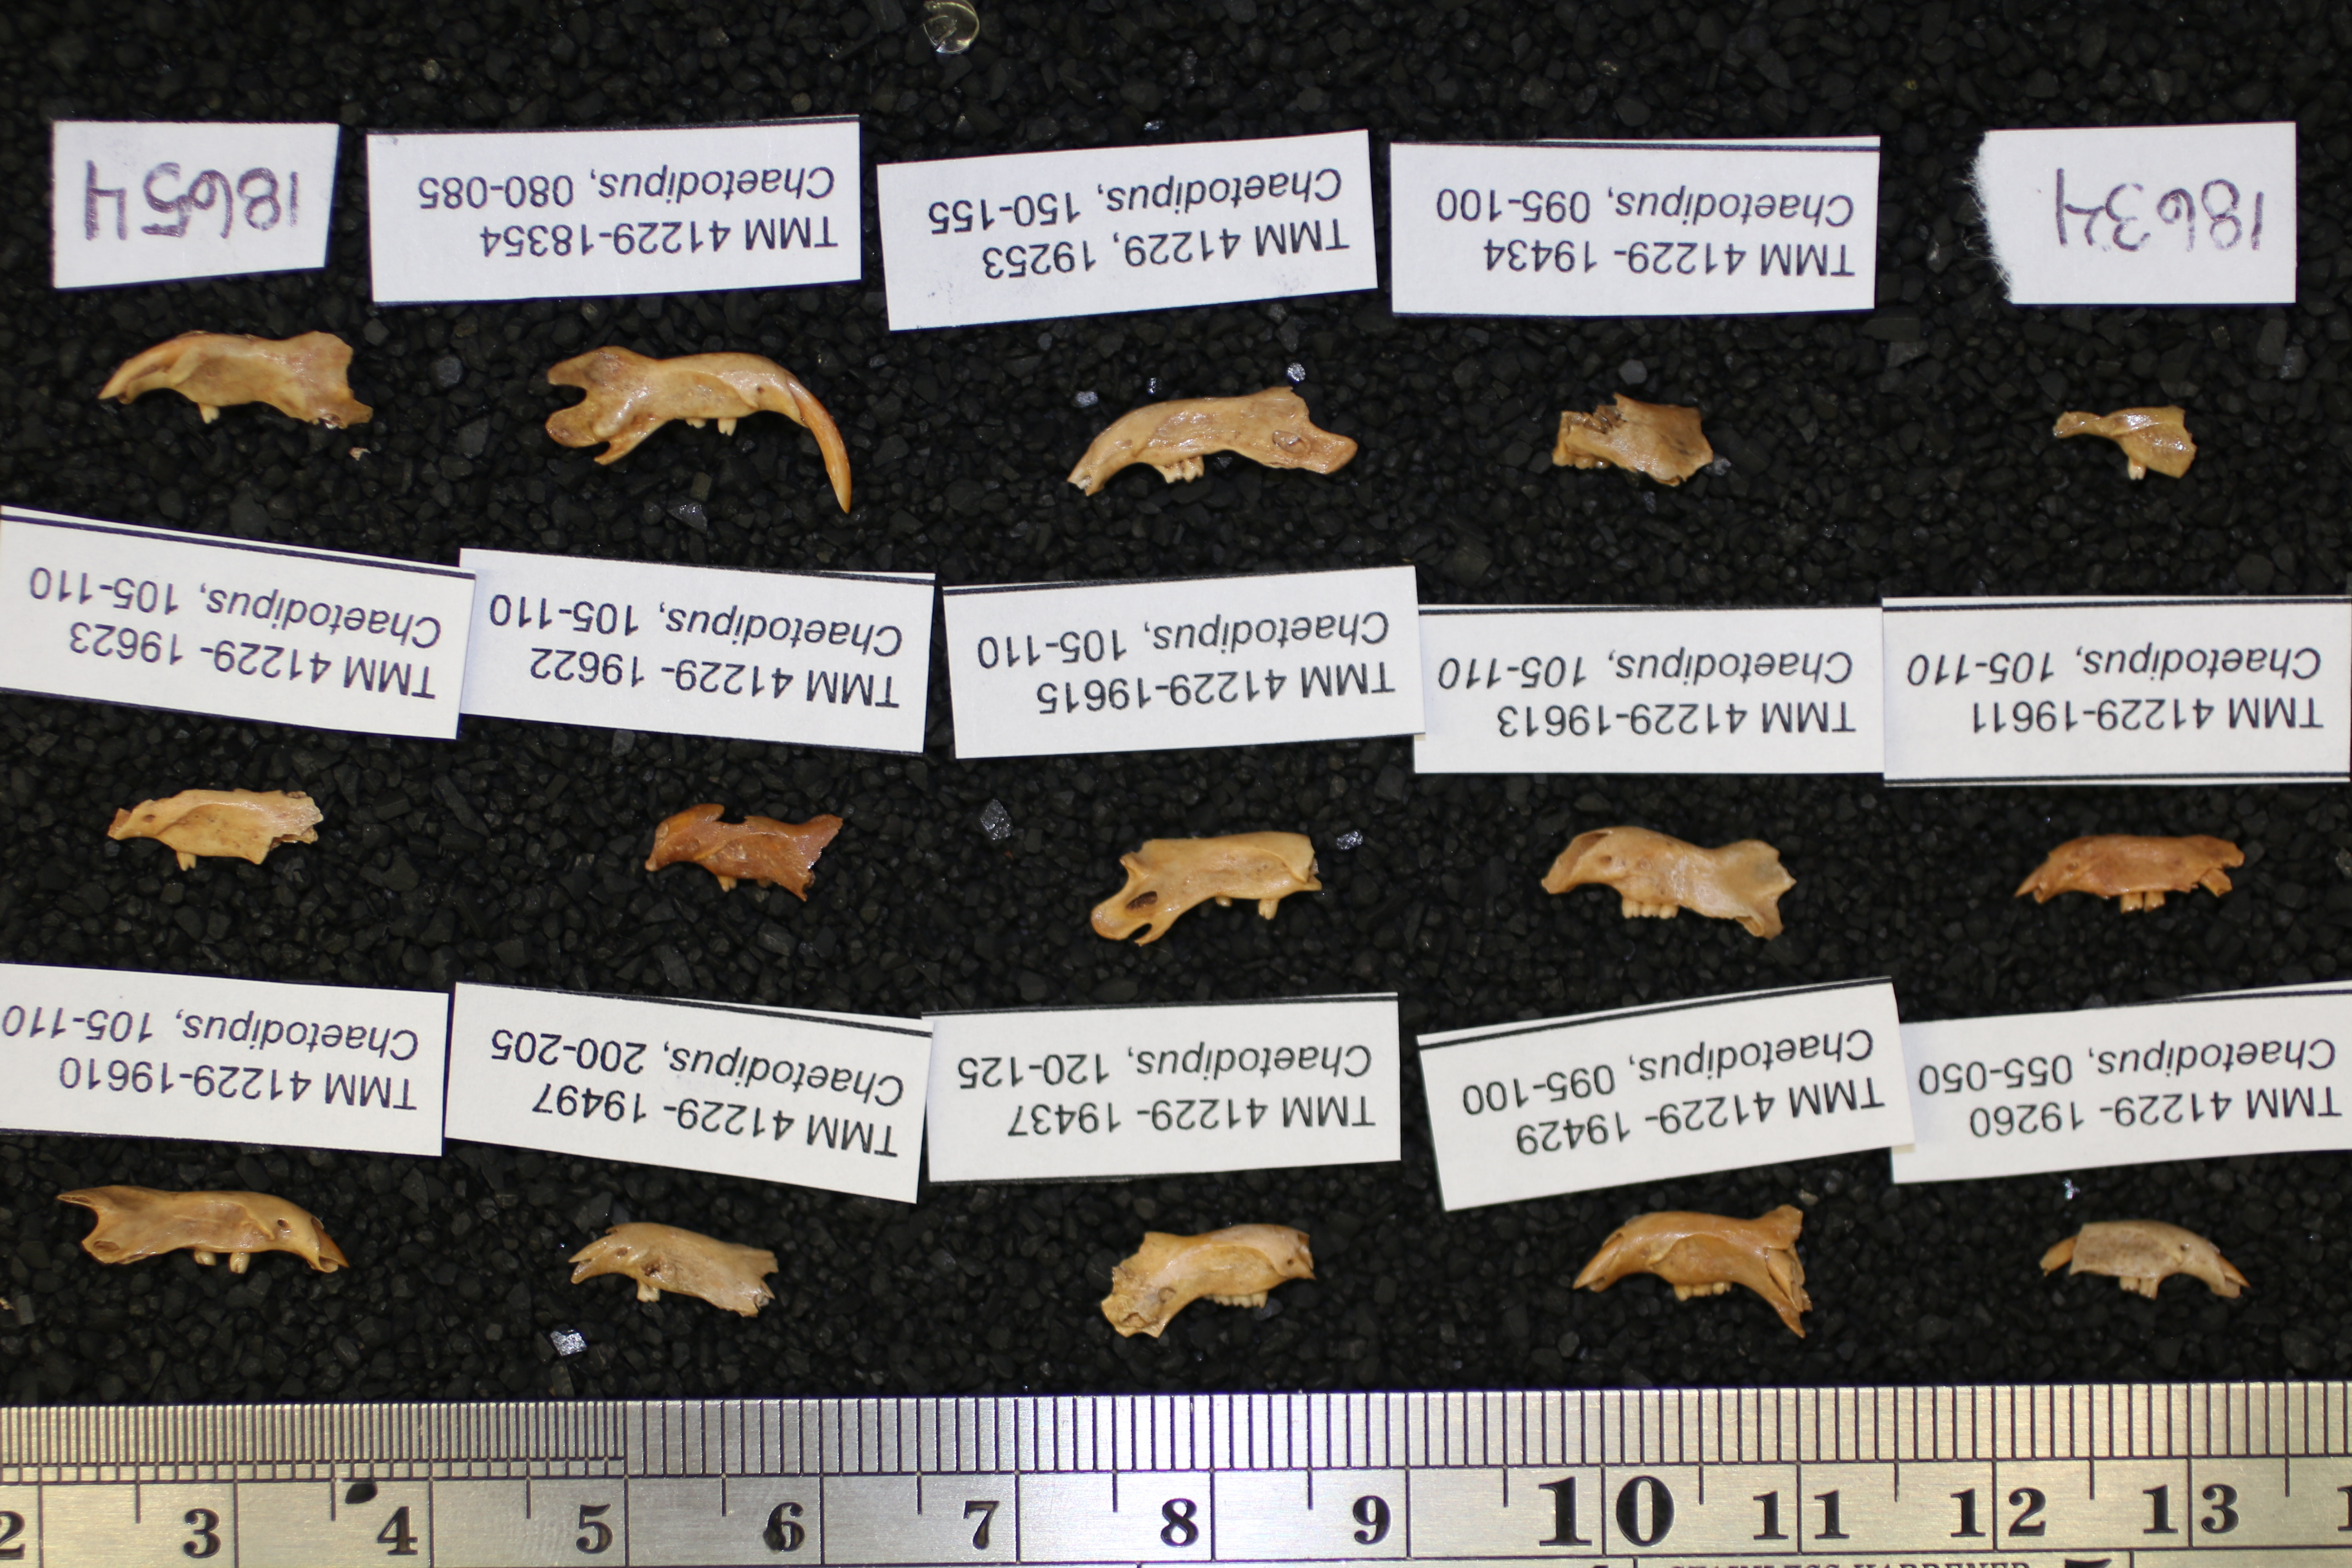 TMM 41229- 19260
Chaetodipus, 055-050
TMM 41229- 19429
Chaetodipus, 095-100
TMM 41229- 19437
Chaetodipus, 120-125
TMM 41229- 19497
Chaetodipus, 200-205
TMM 41229-19610
Chaetodipus, 105-110
TMM 41229-19611
Chaetodipus, 105-110
TMM 41229-19613
Chaetodipus, 105-110
TMM 41229-19615
Chaetodipus, 105-110
TMM 41229- 19622
Chaetodipus, 105-110
TMM 41229- 19623
Chaetodipus, 105-110
18634
TMM 41229- 19434
Chaetodipus, 095-100
TMM 41229, 19253
Chaetodipus, 150-155
TMM 41229-18354
Chaetodipus, 080-085
18654
13 12 11 10 9 8 7 6 5 4 3